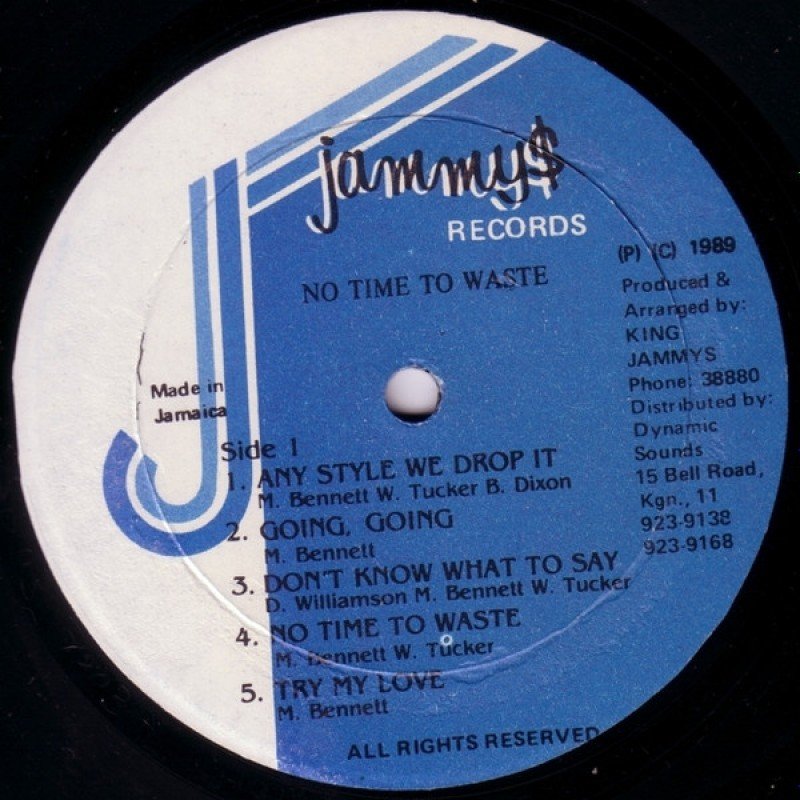 jammy$
RECORDS
NO TIME TO WASTE
(P) (C) 1989
Produced &
Arranged by:
KING
JAMMYS
Phone: 38880
Distributed by:
Dynamic
Sounds
15 Bell Road,
Kgn., 11
923-9138
923-9168
Made in
Jamaica
Side 1
1. ANY STYLE WE DROP IT
M. Bennett W. Tucker B. Dixon
2. GOING, GOING
M. Bennett
3. DON'T KNOW WHAT TO SAY
D. Williamson M. Bennett W. Tucker
4. NO TIME TO WASTE
M. Bennett W. Tucker
5. TRY MY LOVE
M. Bennett
ALL RIGHTS RESERVED